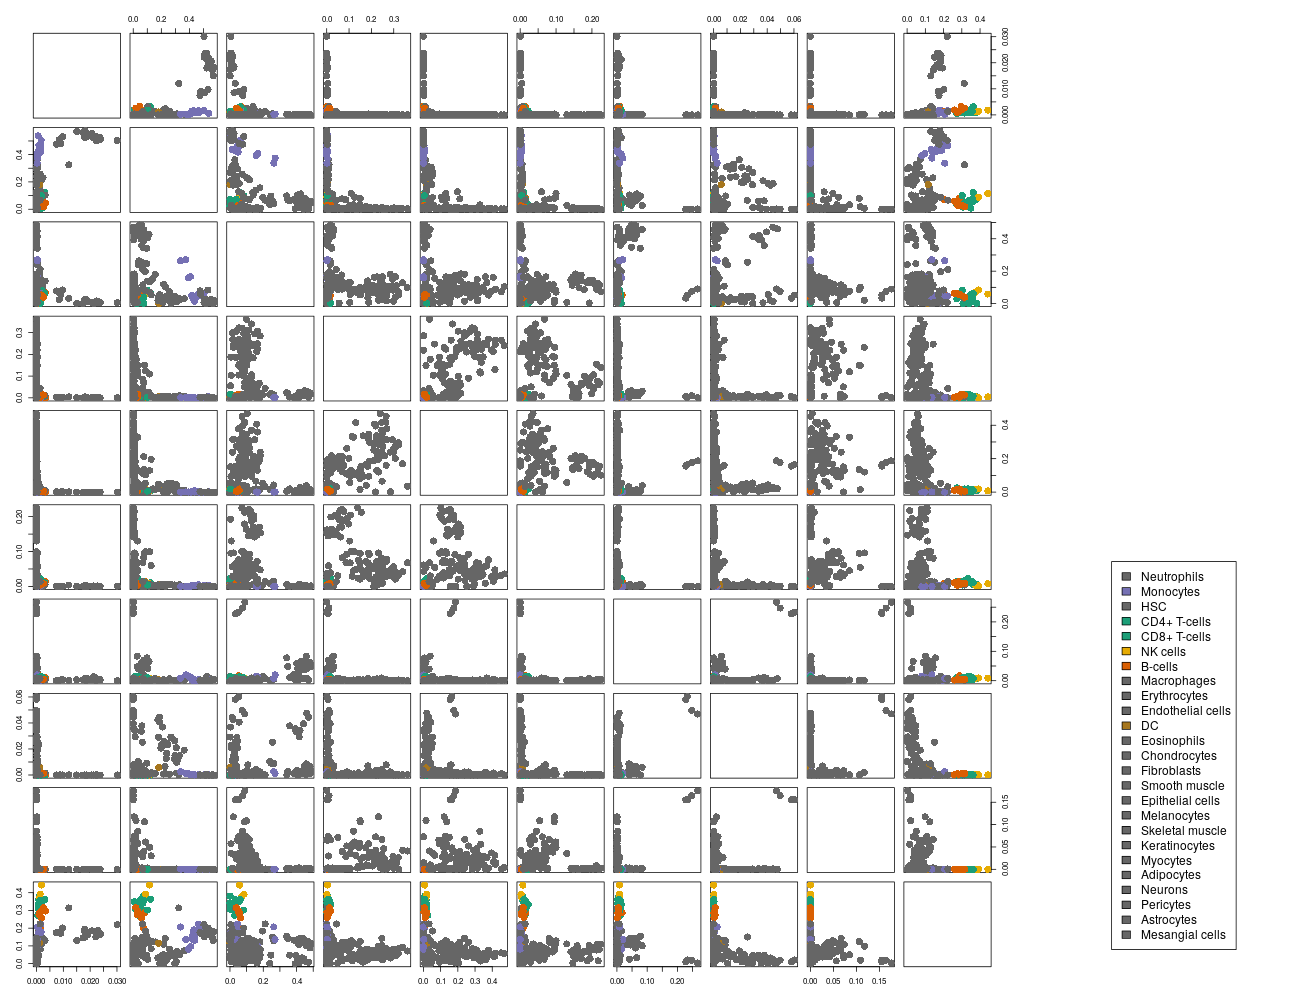 0.0 0.2 0.4 0.0 0.1 0.2 0.3 0.00 0.10 0.20 0.00 0.02 0.04 0.06 0.0 0.1 0.2 0.3 0.4
0.000 0.010 0.020 0.030
0.0 0.2 0.4
0.0 0.2 0.4
0.0 0.1 0.2 0.3
0.0 0.2 0.4
0.00 0.10 0.20
0.00 0.10 0.20
0.00 0.02 0.04 0.06
0.00 0.05 0.10 0.15
0.0 0.1 0.2 0.3 0.4
0.000 0.010 0.020 0.030 0.0 0.2 0.4 0.0 0.1 0.2 0.3 0.4 0.00 0.10 0.20 0.00 0.05 0.10 0.15
Neutrophils
Monocytes
HSC
CD4+ T-cells
CD8+ T-cells
NK cells
B-cells
Macrophages
Erythrocytes
Endothelial cells
DC
Eosinophils
Chondrocytes
Fibroblasts
Smooth muscle
Epithelial cells
Melanocytes
Skeletal muscle
Keratinocytes
Myocytes
Adipocytes
Neurons
Pericytes
Astrocytes
Mesangial cells